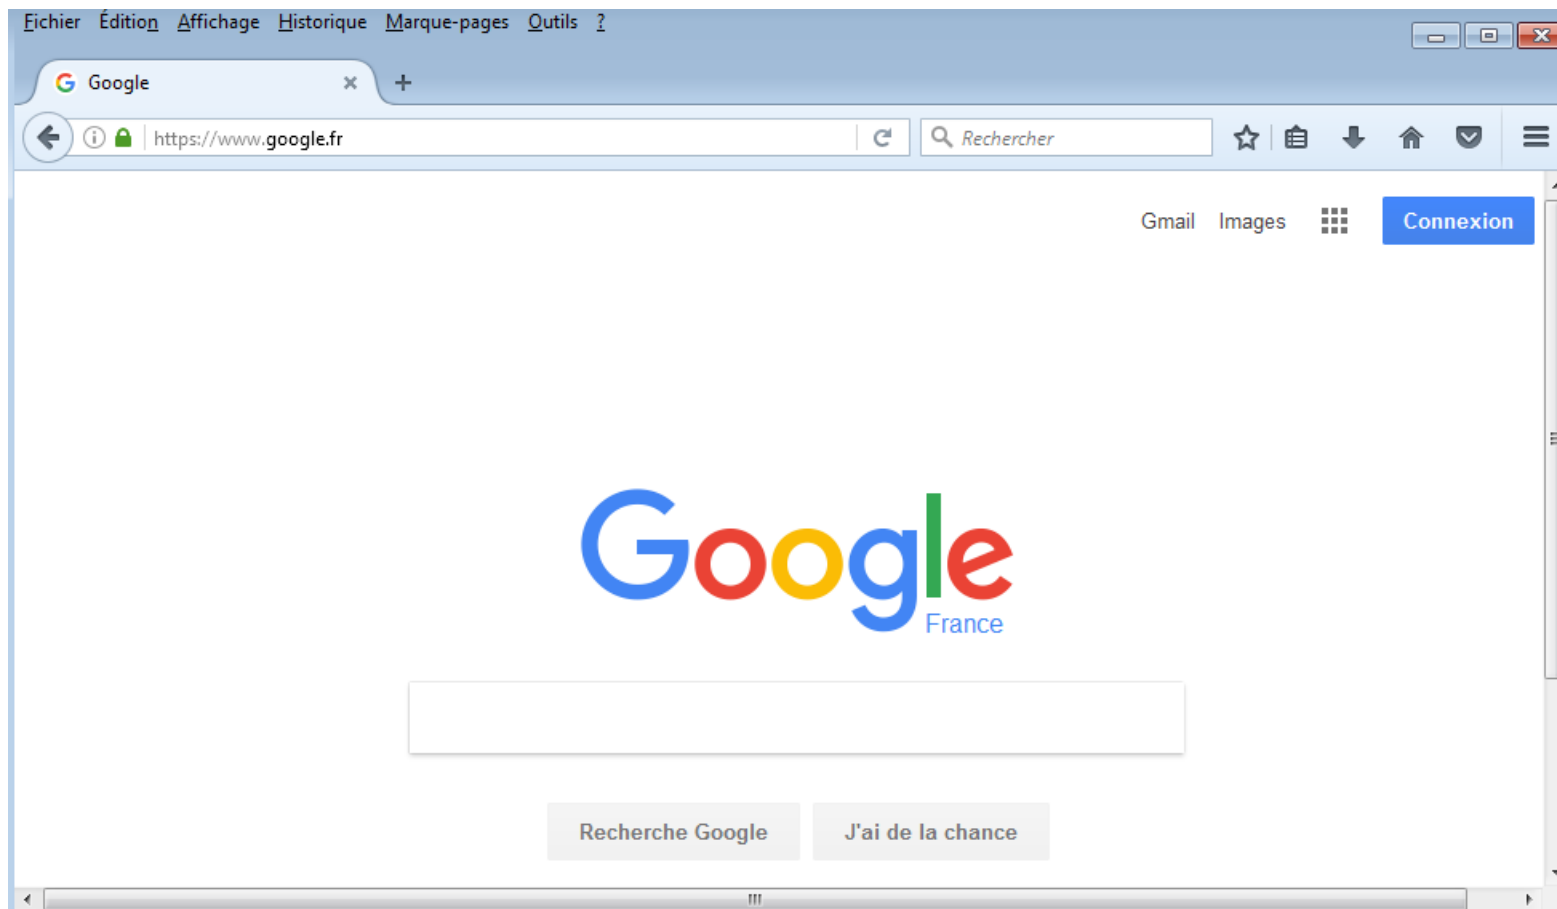 Fichier Édition Affichage Historique Marque-pages Outils ?
Google
https://www.google.fr Rechercher
Gmail Images Connexion
Google
France
Recherche Google J'ai de la chance